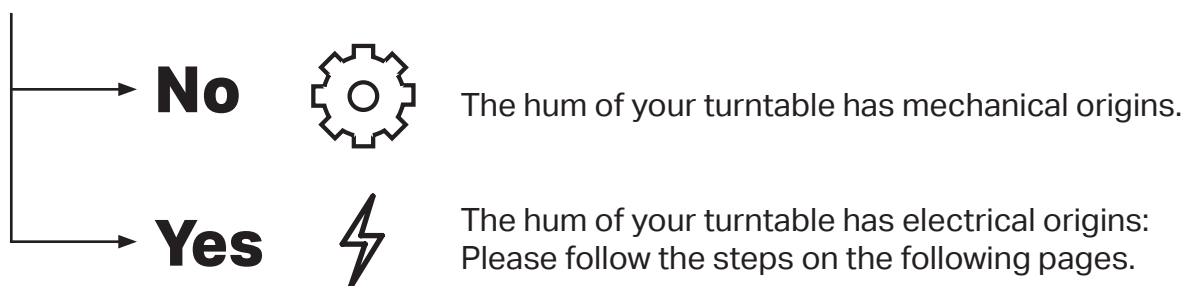 No
The hum of your turntable has mechanical origins.
Yes
The hum of your turntable has electrical origins:
Please follow the steps on the following pages.